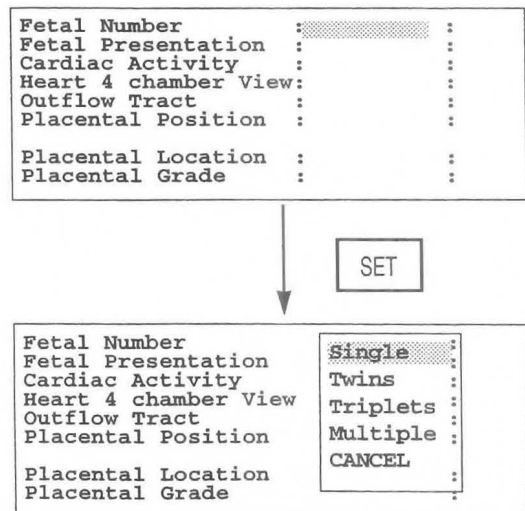 Fetal Number : :
Fetal Presentation : :
Cardiac Activity : :
Heart 4 chamber View: :
Outflow Tract : :
Placental Position : :
Placental Location : :
Placental Grade : :
SET
Fetal Number Single :
Fetal Presentation :
Cardiac Activity Twins :
Heart 4 chamber View Triplets :
Outflow Tract :
Placental Position Multiple :
CANCEL
Placental Location :
Placental Grade :